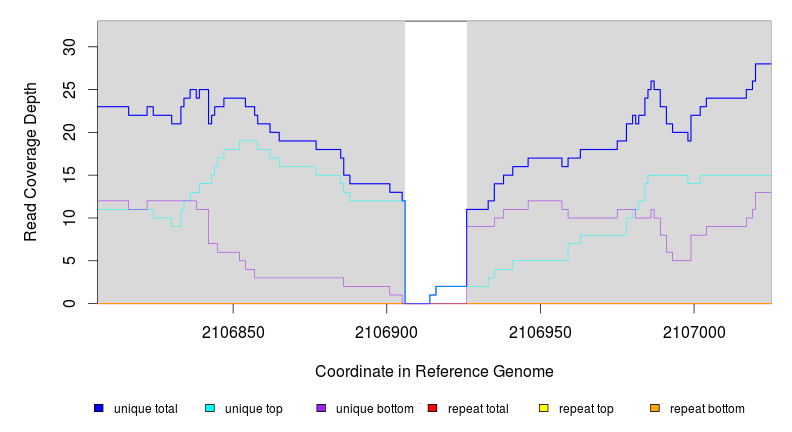 30
25
20
15
10
5
0
Read Coverage Depth
2106850 2106900 2106950 2107000
Coordinate in Reference Genome
unique total unique top unique bottom repeat total repeat top repeat bottom